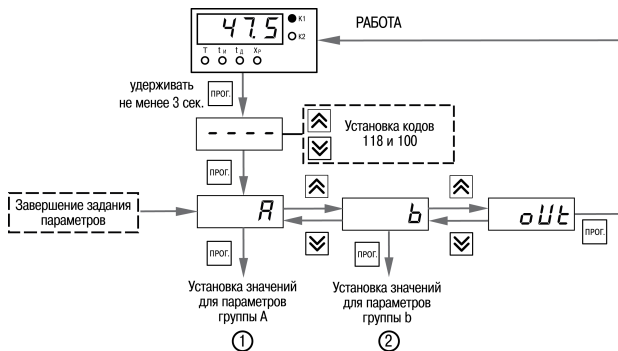 47.5
K1
K2
T tи tд Xр
РАБОТА
удерживать
не менее 3 сек.
ПРОГ.
- - - -
Установка кодов
118 и 100
ПРОГ.
Завершение задания
параметров
A
b
oUt
ПРОГ.
ПРОГ.
ПРОГ.
Установка значений
для параметров
группы А
1
Установка значений
для параметров
группы b
2